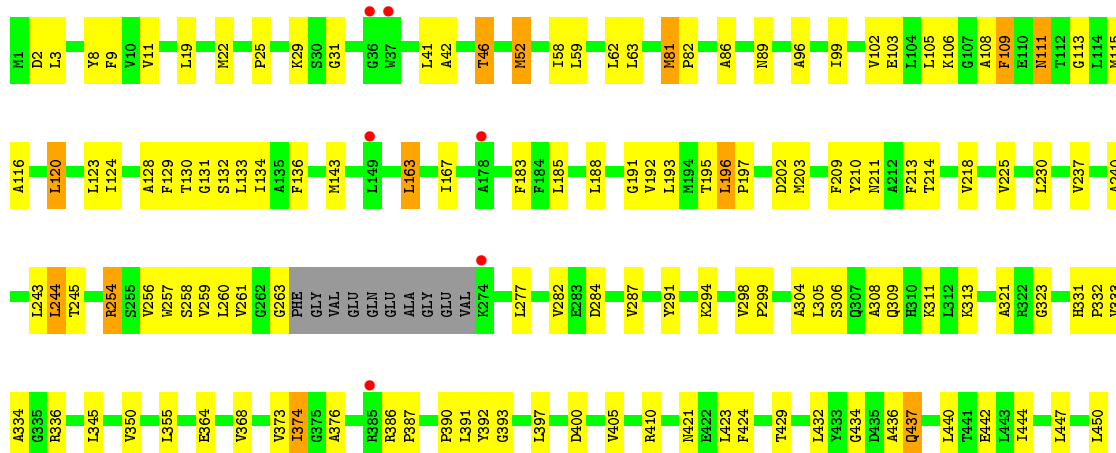 M1 D2 L3 Y8 F9 V10 V11 L19 M22 P25 K29 S30 G31 G36 W37 L41 A42 T46 M52 I58 L59 L62 L63 M81 P82 A86 N89 A96 I99 V102 E103 L104 L105 K106 G107 A108 F109 E110 N111 T112 G113 L114 M115
A116 L120 L123 I124 A128 F129 T130 G131 S132 L133 I134 A135 F136 M143 L149 L163 I167 A178 F183 F184 L185 L188 G191 V192 L193 M194 T195 L196 P197 D202 M203 F209 Y210 N211 A212 F213 T214 V218 V225 L230 V237 A240
L243 L244 T245 R254 S255 V256 W257 S258 V259 L260 V261 G262 G263 PHE GLY VAL GLU GLN GLU ALA GLY GLU VAL K274 L277 V282 E283 D284 V287 Y291 K294 V298 P299 A304 L305 S306 Q307 A308 Q309 H310 K311 L312 K313 A321 R322 G323 H331 P332 V333
A334 G335 R336 L345 V350 L355 E364 V368 V373 I374 G375 A376 R385 R386 P387 P390 L391 Y392 G393 L397 D400 V405 R410 N421 E422 L423 F424 T429 L432 Y433 G434 D435 A436 Q437 L440 T441 E442 L443 I444 L447 L450